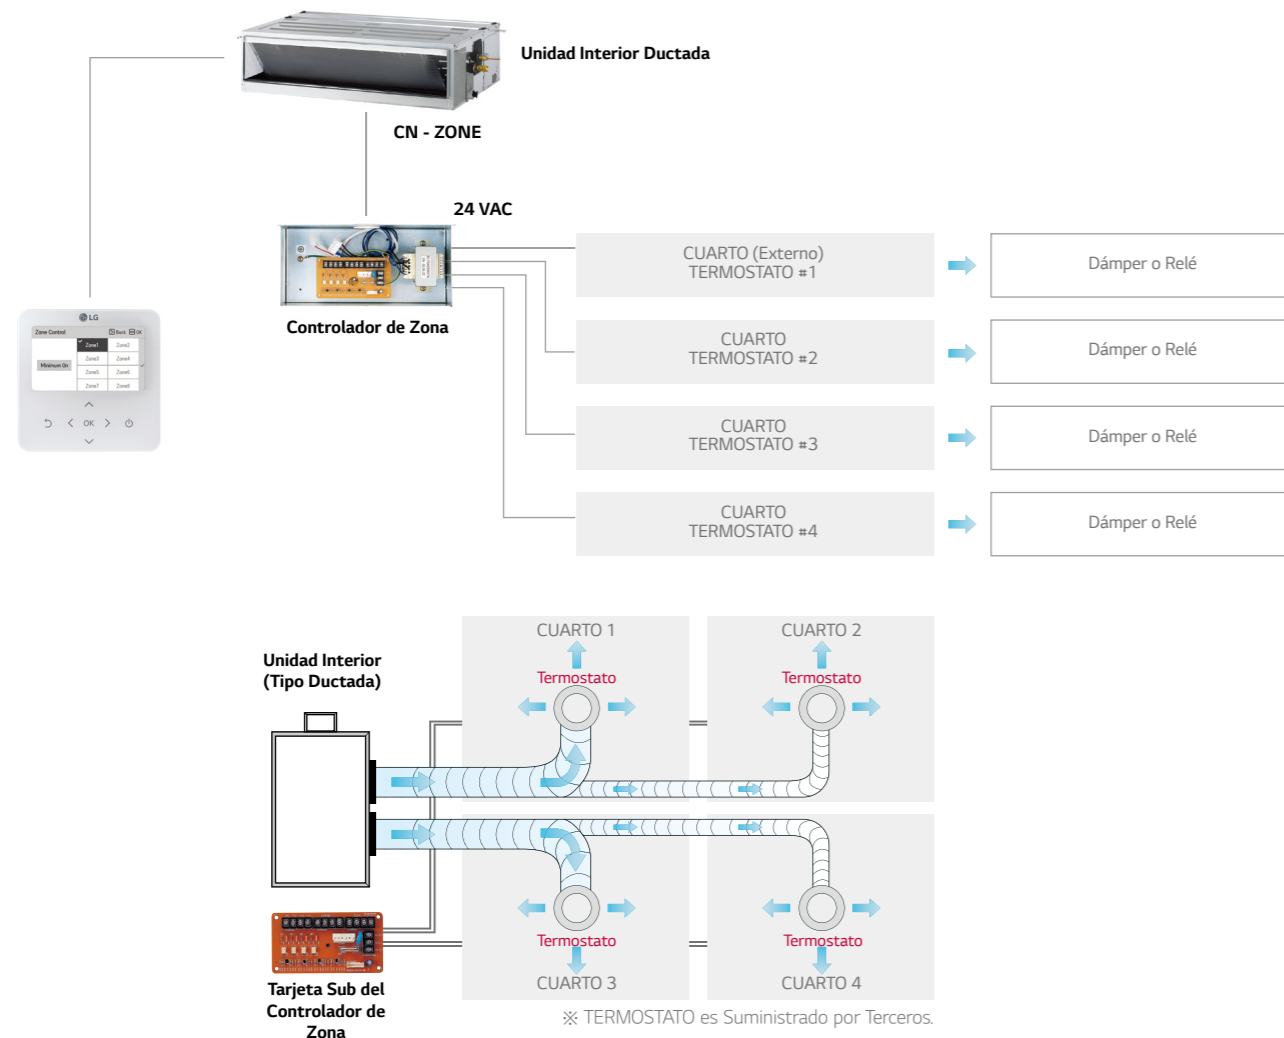 Unidad Interior Ductada
CN - ZONE
24 VAC
Controlador de Zona
LG
Zone Control
Back
OK
Minimum On
Zone1
Zone2
Zone3
Zone4
Zone5
Zone6
Zone7
Zone8
OK
CUARTO (Externo)
TERMOSTATO #1
Dámper o Relé
CUARTO
TERMOSTATO #2
Dámper o Relé
CUARTO
TERMOSTATO #3
Dámper o Relé
CUARTO
TERMOSTATO #4
Dámper o Relé
Unidad Interior
(Tipo Ductada)
CUARTO 1
Termostato
CUARTO 2
Termostato
Termostato
CUARTO 3
Termostato
CUARTO 4
Tarjeta Sub del
Controlador de
Zona
※ TERMOSTATO es Suministrado por Terceros.